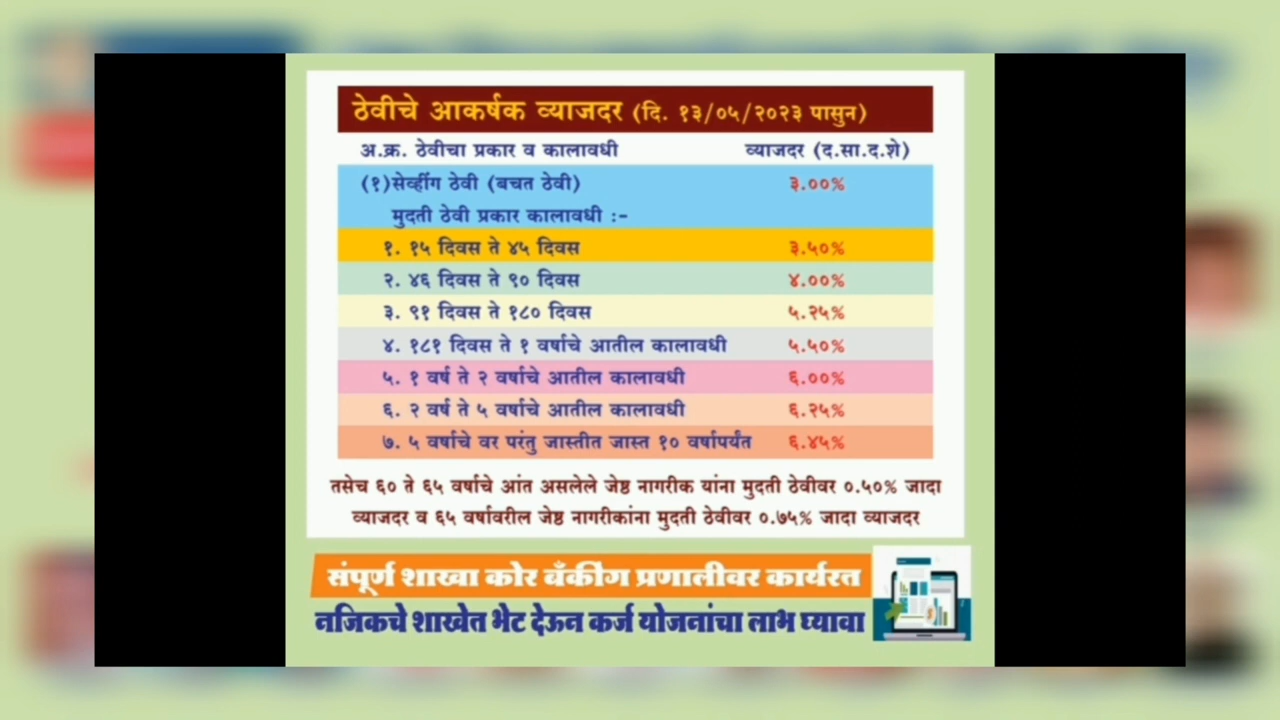 ठेवीचे आकर्षक व्याजदर (दि. १३/०५/२०२३ पासुन)
अ.क्र. ठेवीचा प्रकार व कालावधी व्याजदर (द.सा.द.शे)
(१)सेव्हींग ठेवी (बचत ठेवी) ३.००%
मुदती ठेवी प्रकार कालावधी :-
१. १५ दिवस ते ४५ दिवस ३.५०%
२. ४६ दिवस ते ९० दिवस ४.००%
३. ९१ दिवस ते १८० दिवस ५.२५%
४. १८१ दिवस ते १ वर्षाचे आतील कालावधी ५.५०%
५. १ वर्ष ते २ वर्षाचे आतील कालावधी ६.००%
६. २ वर्ष ते ५ वर्षाचे आतील कालावधी ६.२५%
७. ५ वर्षाचे वर परंतु जास्तीत जास्त १० वर्षापर्यंत ६.४५%
तसेच ६० ते ६५ वर्षाचे आंत असलेले जेष्ठ नागरीक यांना मुदती ठेवीवर ०.५०% जादा
व्याजदर व ६५ वर्षावरील जेष्ठ नागरीकांना मुदती ठेवीवर ०.७५% जादा व्याजदर
संपूर्ण शाखा कोर बँकींग प्रणालीवर कार्यरत
नजिकचे शाखेत भेट देऊन कर्ज योजनांचा लाभ घ्यावा